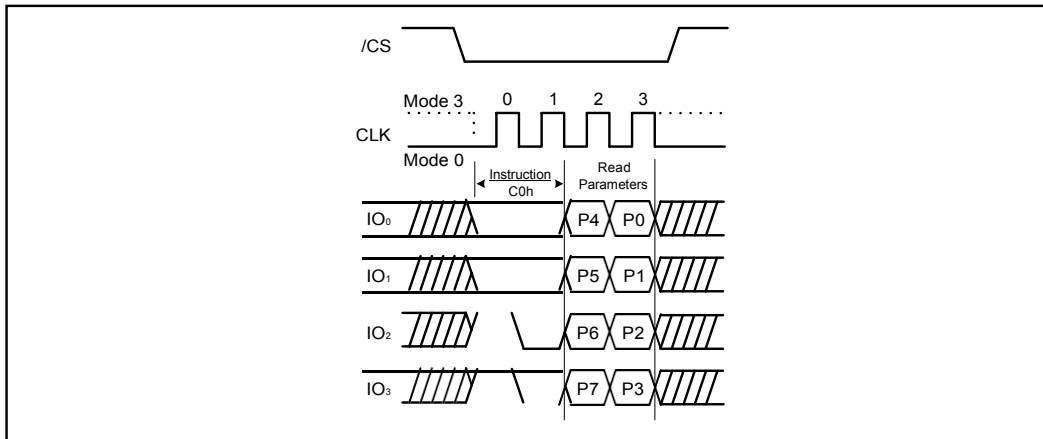 /CS
Mode 3 0 1 2 3
CLK
Mode 0
Instruction
C0h
Read
Parameters
IO₀ P4 P0
IO₁ P5 P1
IO₂ P6 P2
IO₃ P7 P3